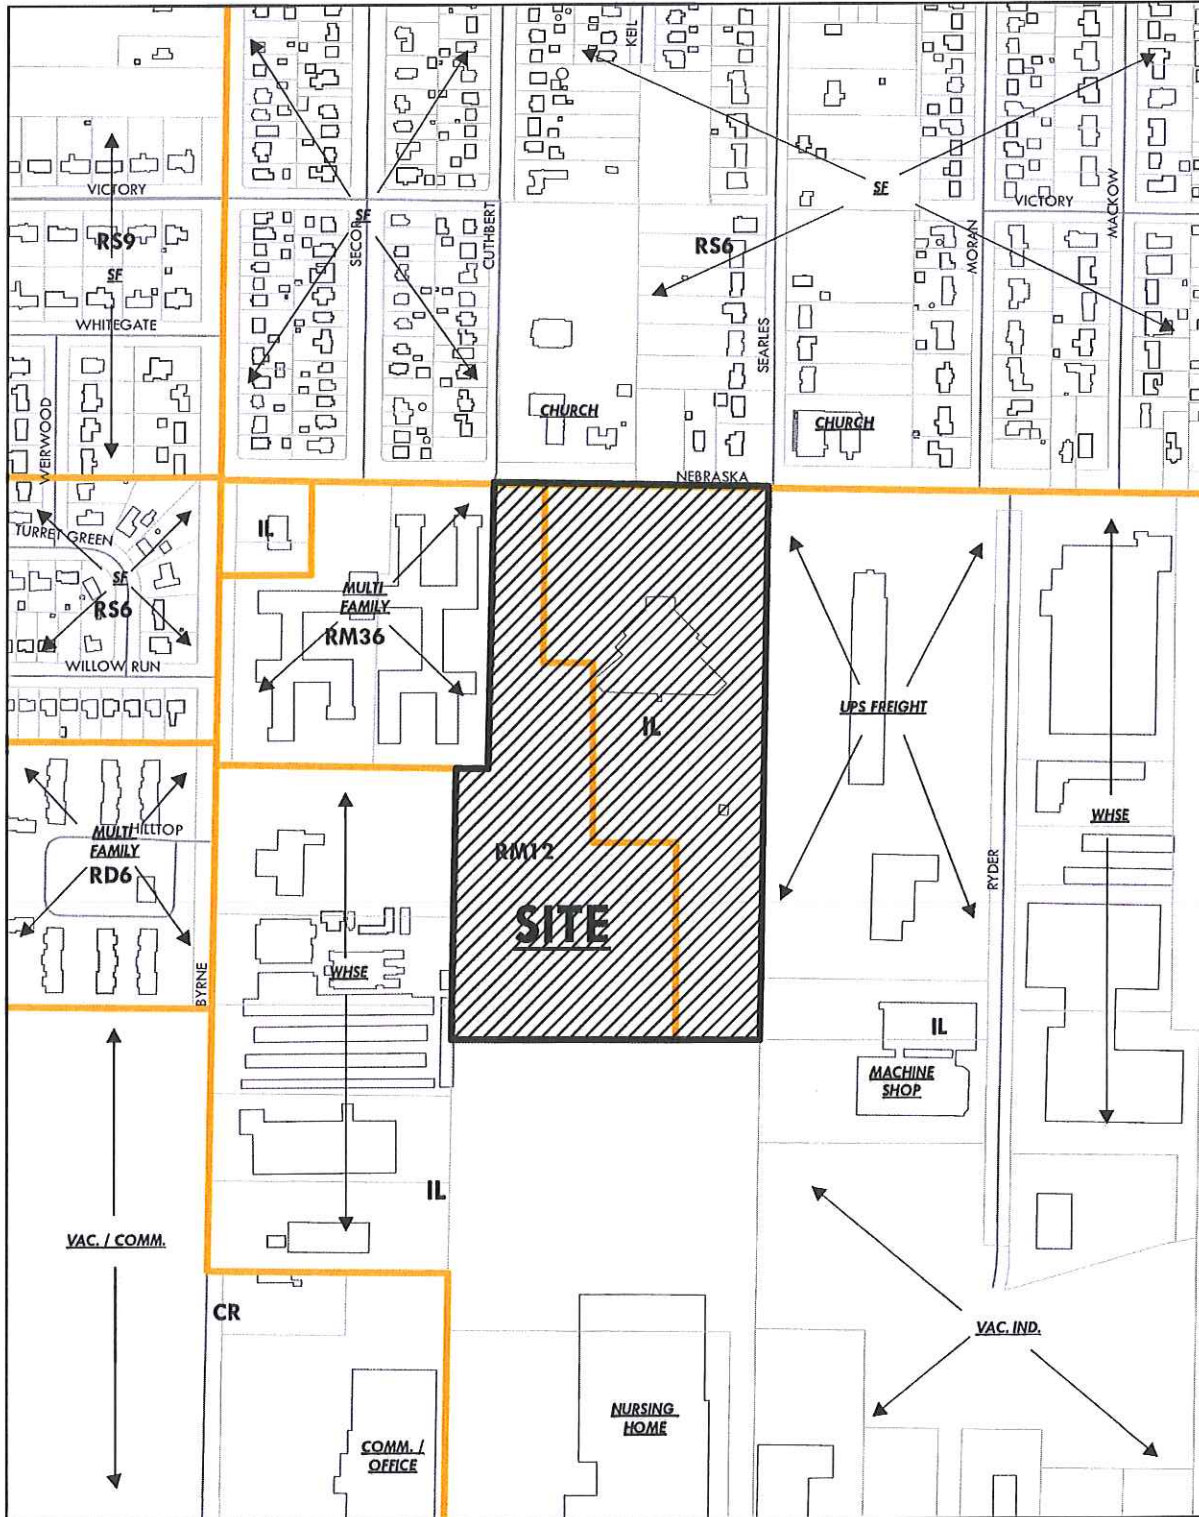 KEIL
VICTORY
SF
SECOR
CUTHBERT
RS9
SF
WHITEGATE
WEIRWOOD
SF
VICTORY
MACKOW
MORAN
RS6
SEARLES
CHURCH
CHURCH
NEBRASKA
TURRET GREEN
SF
RS6
WILLOW RUN
IL
MULTI
FAMILY
RM36
IL
UPS FREIGHT
WHSE
RYDER
MULTI
FAMILY
HILLTOP
RD6
BYRNE
RM12
SITE
WHSE
IL
MACHINE
SHOP
IL
VAC. / COMM.
CR
VAC. IND.
NURSING
HOME
COMM. /
OFFICE